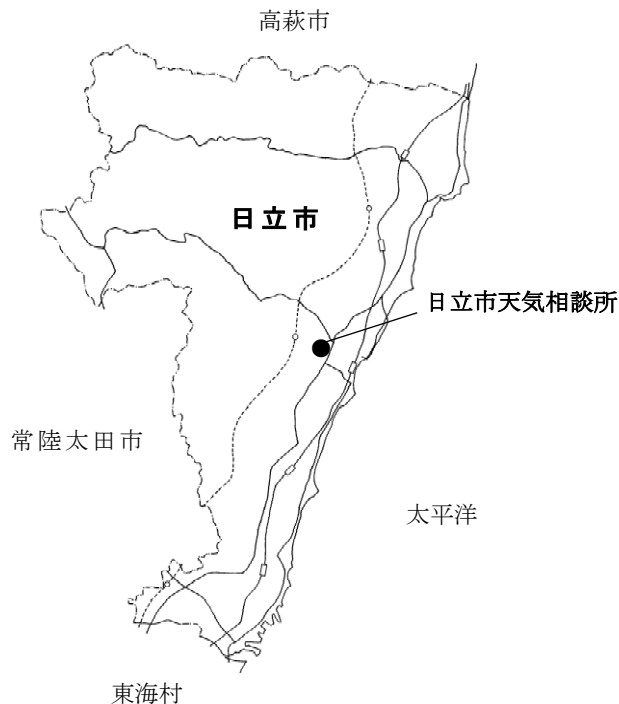 高萩市
日立市
日立市天気相談所
常陸太田市
太平洋
東海村